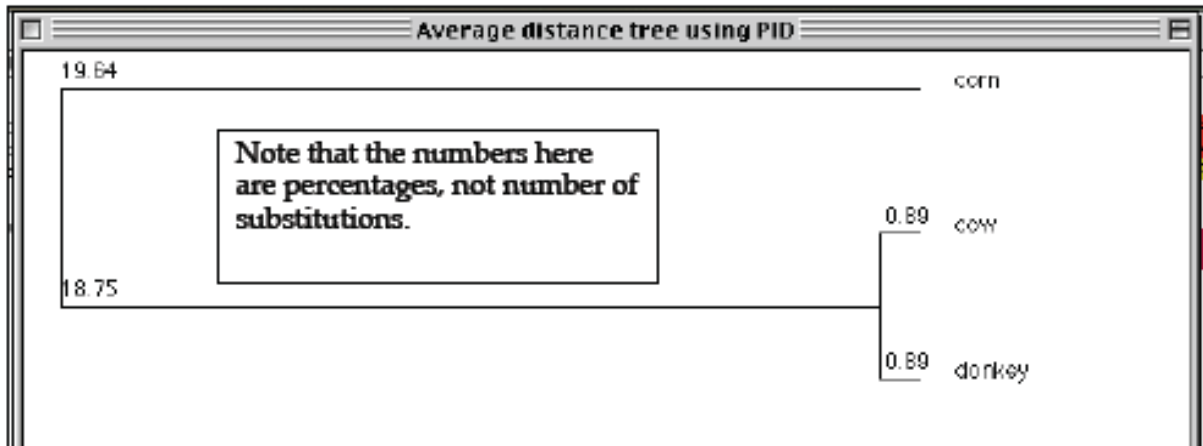 Average distance tree using PID
19.64
corn
Note that the numbers here
are percentages, not number of
substitutions.
0.89
cow
18.75
0.89
donkey